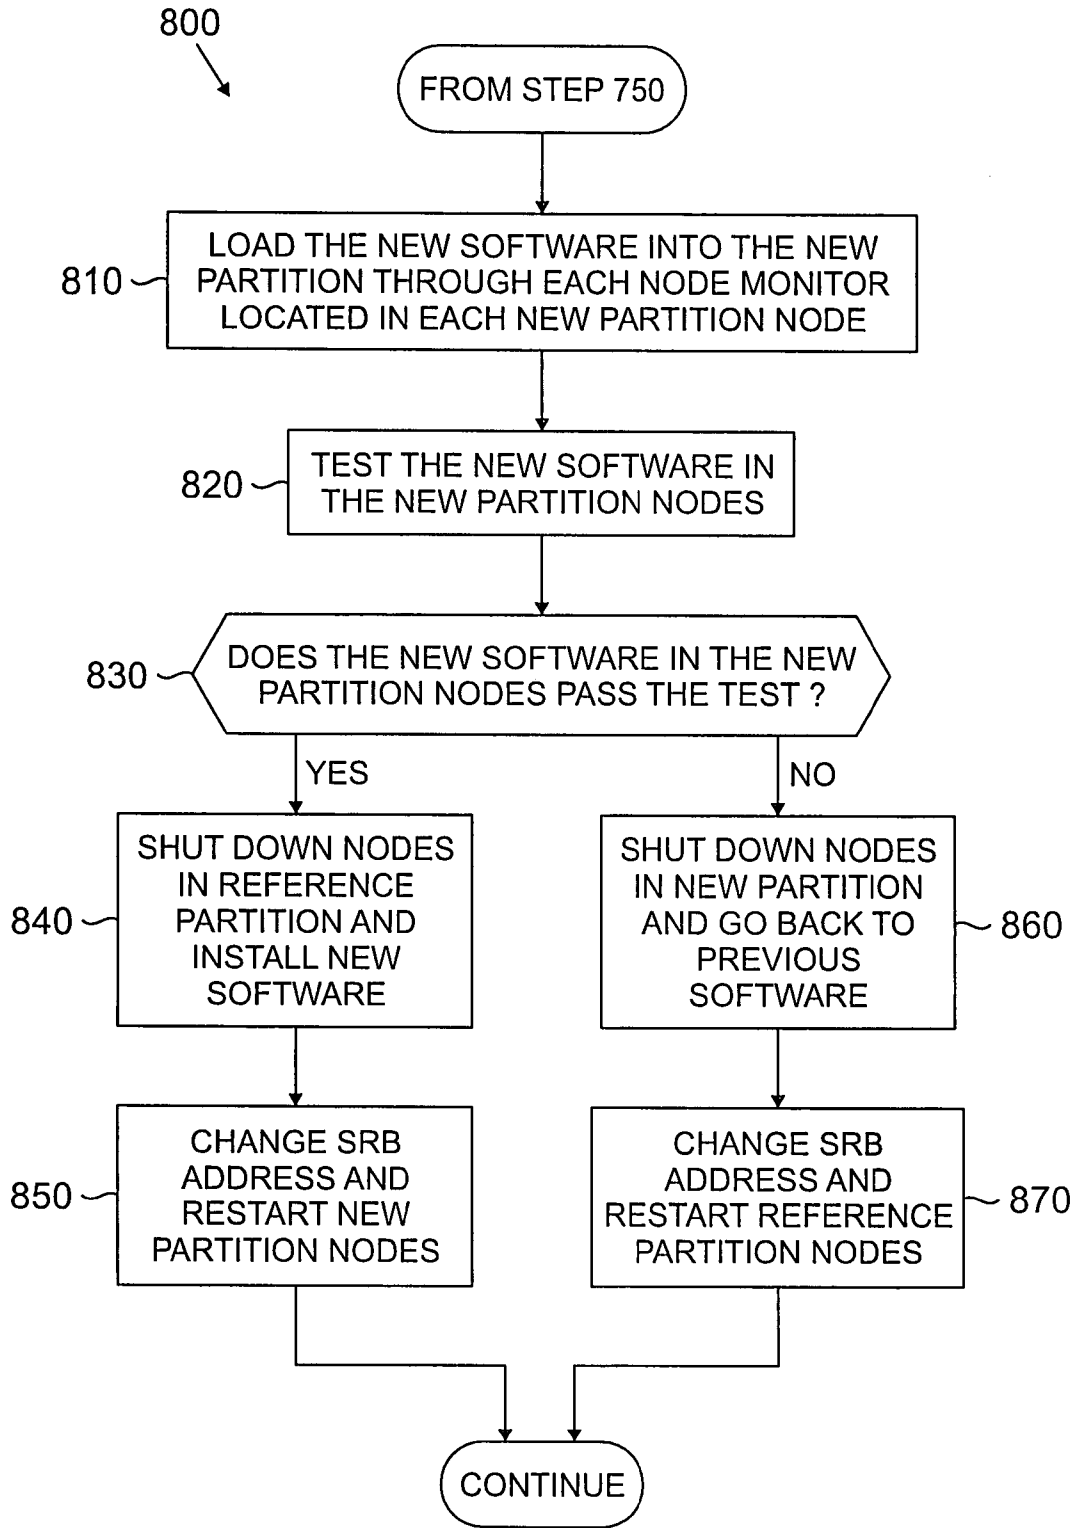 800
FROM STEP 750
810
LOAD THE NEW SOFTWARE INTO THE NEW
PARTITION THROUGH EACH NODE MONITOR
LOCATED IN EACH NEW PARTITION NODE
820
TEST THE NEW SOFTWARE IN
THE NEW PARTITION NODES
830
DOES THE NEW SOFTWARE IN THE NEW
PARTITION NODES PASS THE TEST ?
YES
NO
840
SHUT DOWN NODES
IN REFERENCE
PARTITION AND
INSTALL NEW
SOFTWARE
SHUT DOWN NODES
IN NEW PARTITION
AND GO BACK TO
PREVIOUS
SOFTWARE
860
850
CHANGE SRB
ADDRESS AND
RESTART NEW
PARTITION NODES
CHANGE SRB
ADDRESS AND
RESTART REFERENCE
PARTITION NODES
870
CONTINUE